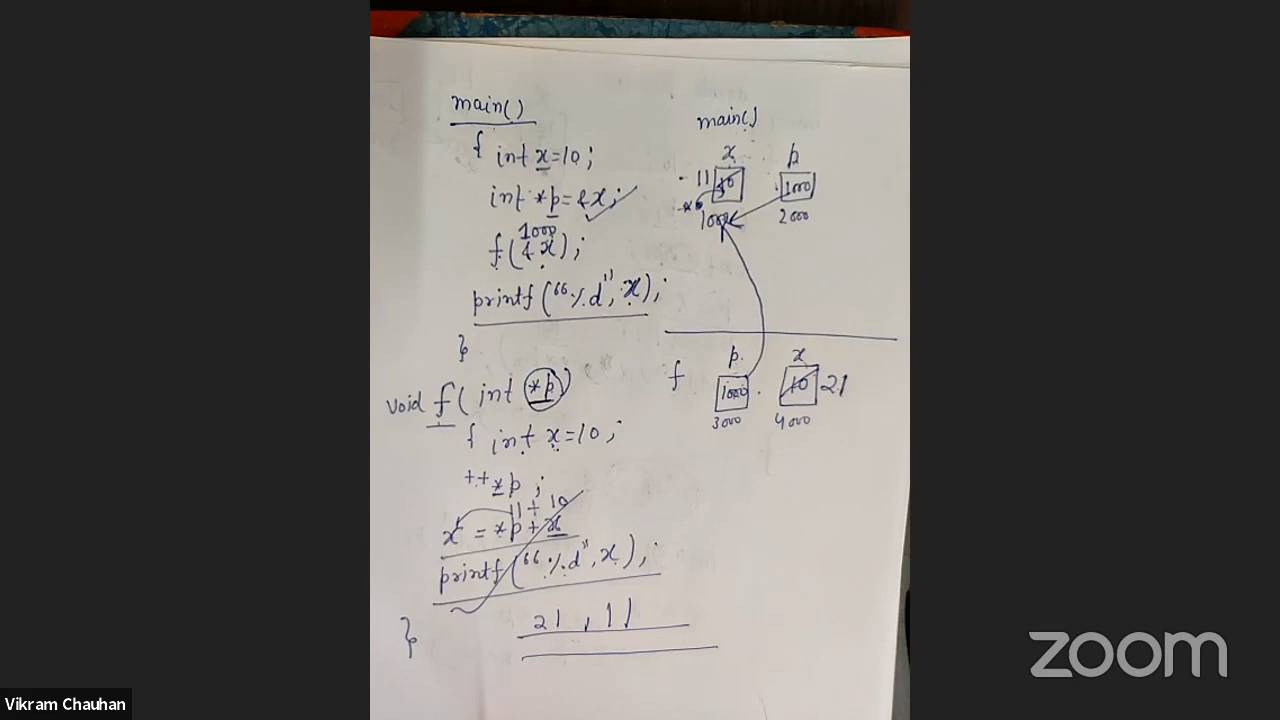 main()
{ int x=10;
int *p=&x;
1000
f(&x);
printf("%d", x);
}
void f( int *p)
{ int x=10;
++*p ;
11+10
x = *p+x
printf("%d", x);
21 , 11
}
main()
x p
11 10 1000
1000 2000
f p x
1000 10 21
3000 4000
zoom
Vikram Chauhan